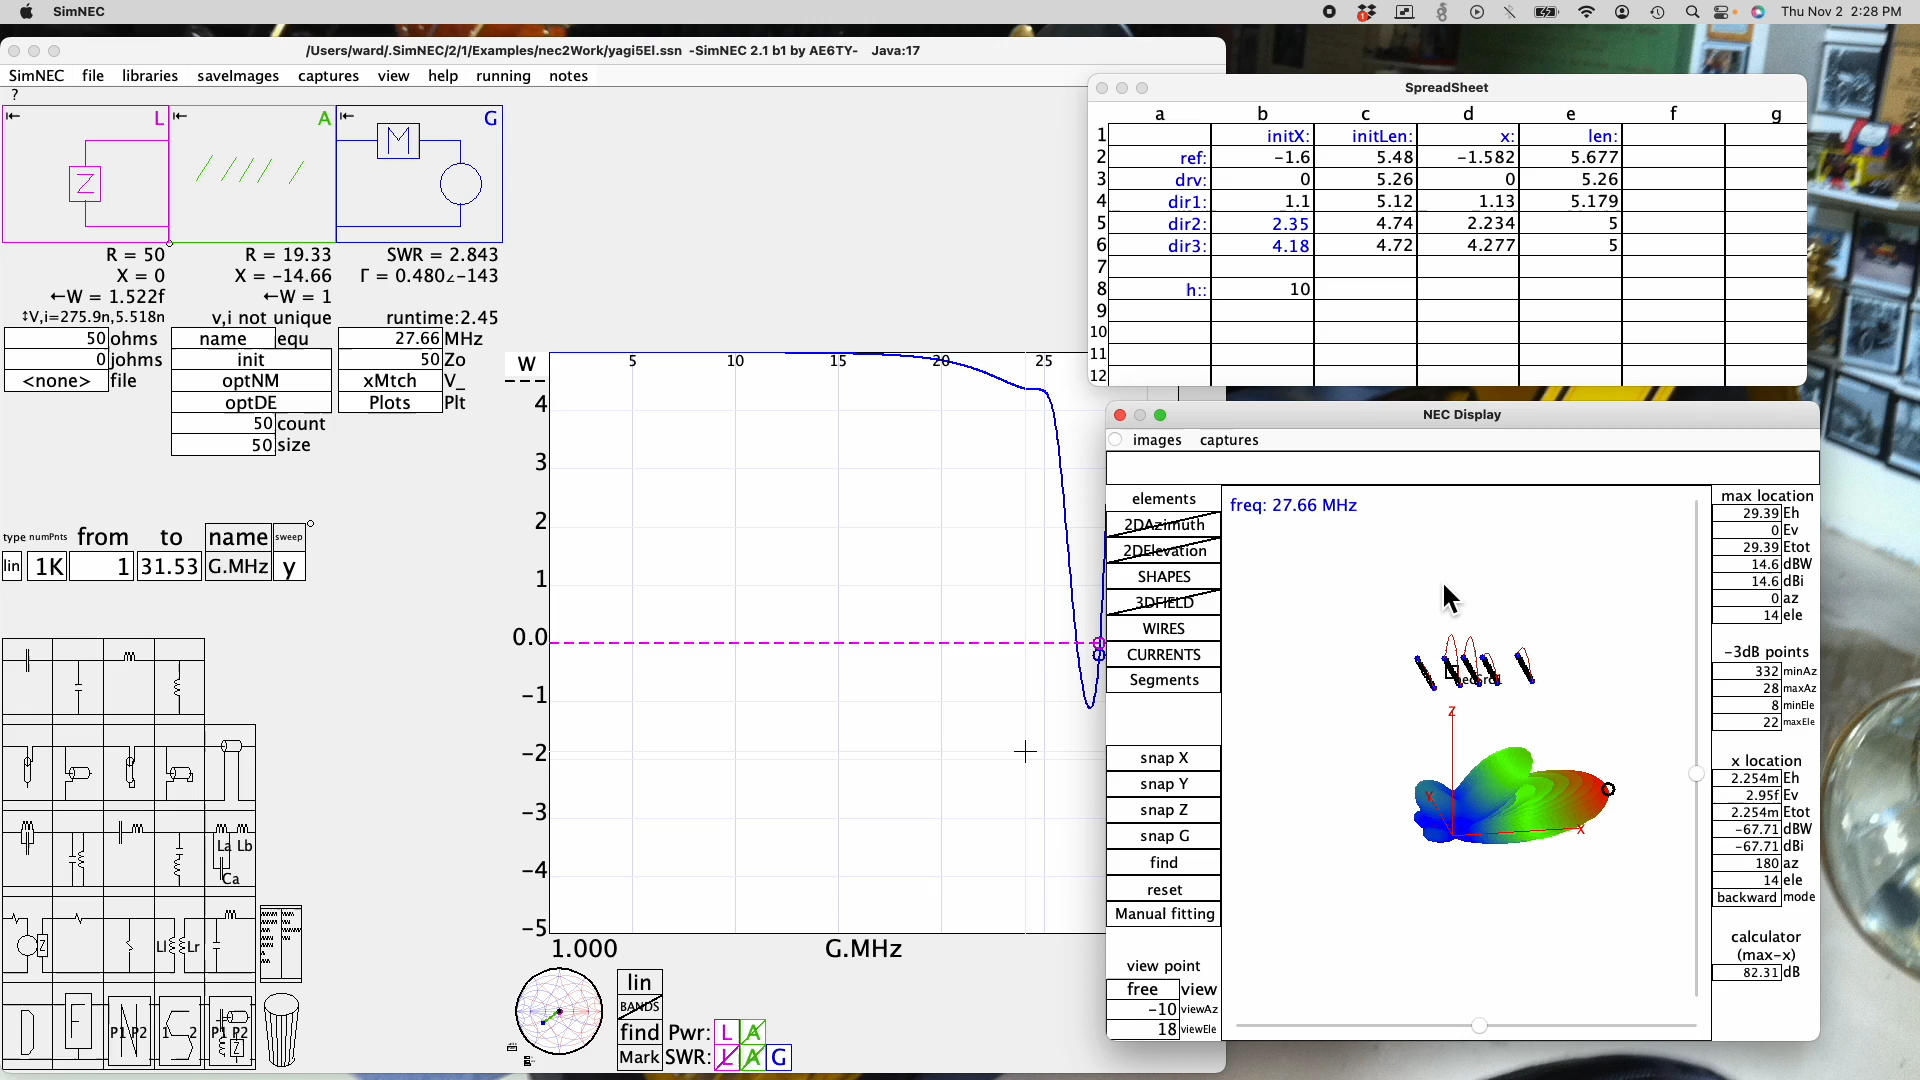 SimNEC
Thu Nov 2 2:28 PM
/Users/ward/.SimNEC/2/1/Examples/nec2Work/yagi5El.ssn -SimNEC 2.1 b1 by AE6TY- Java:17
SimNEC file libraries saveImages captures view help running notes
?
L A G
Z M
R = 50 R = 19.33 SWR = 2.843
X = 0 X = -14.66 Γ = 0.480∠-143
←W = 1.522f ←W = 1
↕V,i=275.9n,5.518n v,i not unique runtime:2.45
50 ohms name equ 27.66 MHz
0 johms init 50 Zo
<none> file optNM xMtch V_
optDE Plots Plt
50 count
50 size
type numPnts from to name sweep
lin 1K 1 31.53 G.MHz y
La Lb
Ca
Z Ll Lr
D F P1 P2 1 2 P1 P2
N S Z
W 5 10 15 20 25
4
3
2
1
0.0
-1
-2
-3
-4
-5
1.000 G.MHz
lin
BANDS
find Pwr: L A
Mark SWR: L A G
SpreadSheet
a b c d e f g
1 initX: initLen: x: len:
2 ref: -1.6 5.48 -1.582 5.677
3 drv: 0 5.26 0 5.26
4 dir1: 1.1 5.12 1.13 5.179
5 dir2: 2.35 4.74 2.234 5
6 dir3: 4.18 4.72 4.277 5
7
8 h:: 10
9
10
11
12
NEC Display
images captures
elements
2DAzimuth
2DElevation
SHAPES
3DFIELD
WIRES
CURRENTS
Segments
snap X
snap Y
snap Z
snap G
find
reset
Manual fitting
view point
free view
-10 viewAz
18 viewEle
freq: 27.66 MHz
Z
Y
X
max location
29.39 Eh
0 Ev
29.39 Etot
14.6 dBW
14.6 dBi
0 az
14 ele
-3dB points
332 minAz
28 maxAz
8 minEle
22 maxEle
x location
2.254m Eh
2.95f Ev
2.254m Etot
-67.71 dBW
-67.71 dBi
180 az
14 ele
backward mode
calculator
(max-x)
82.31 dB